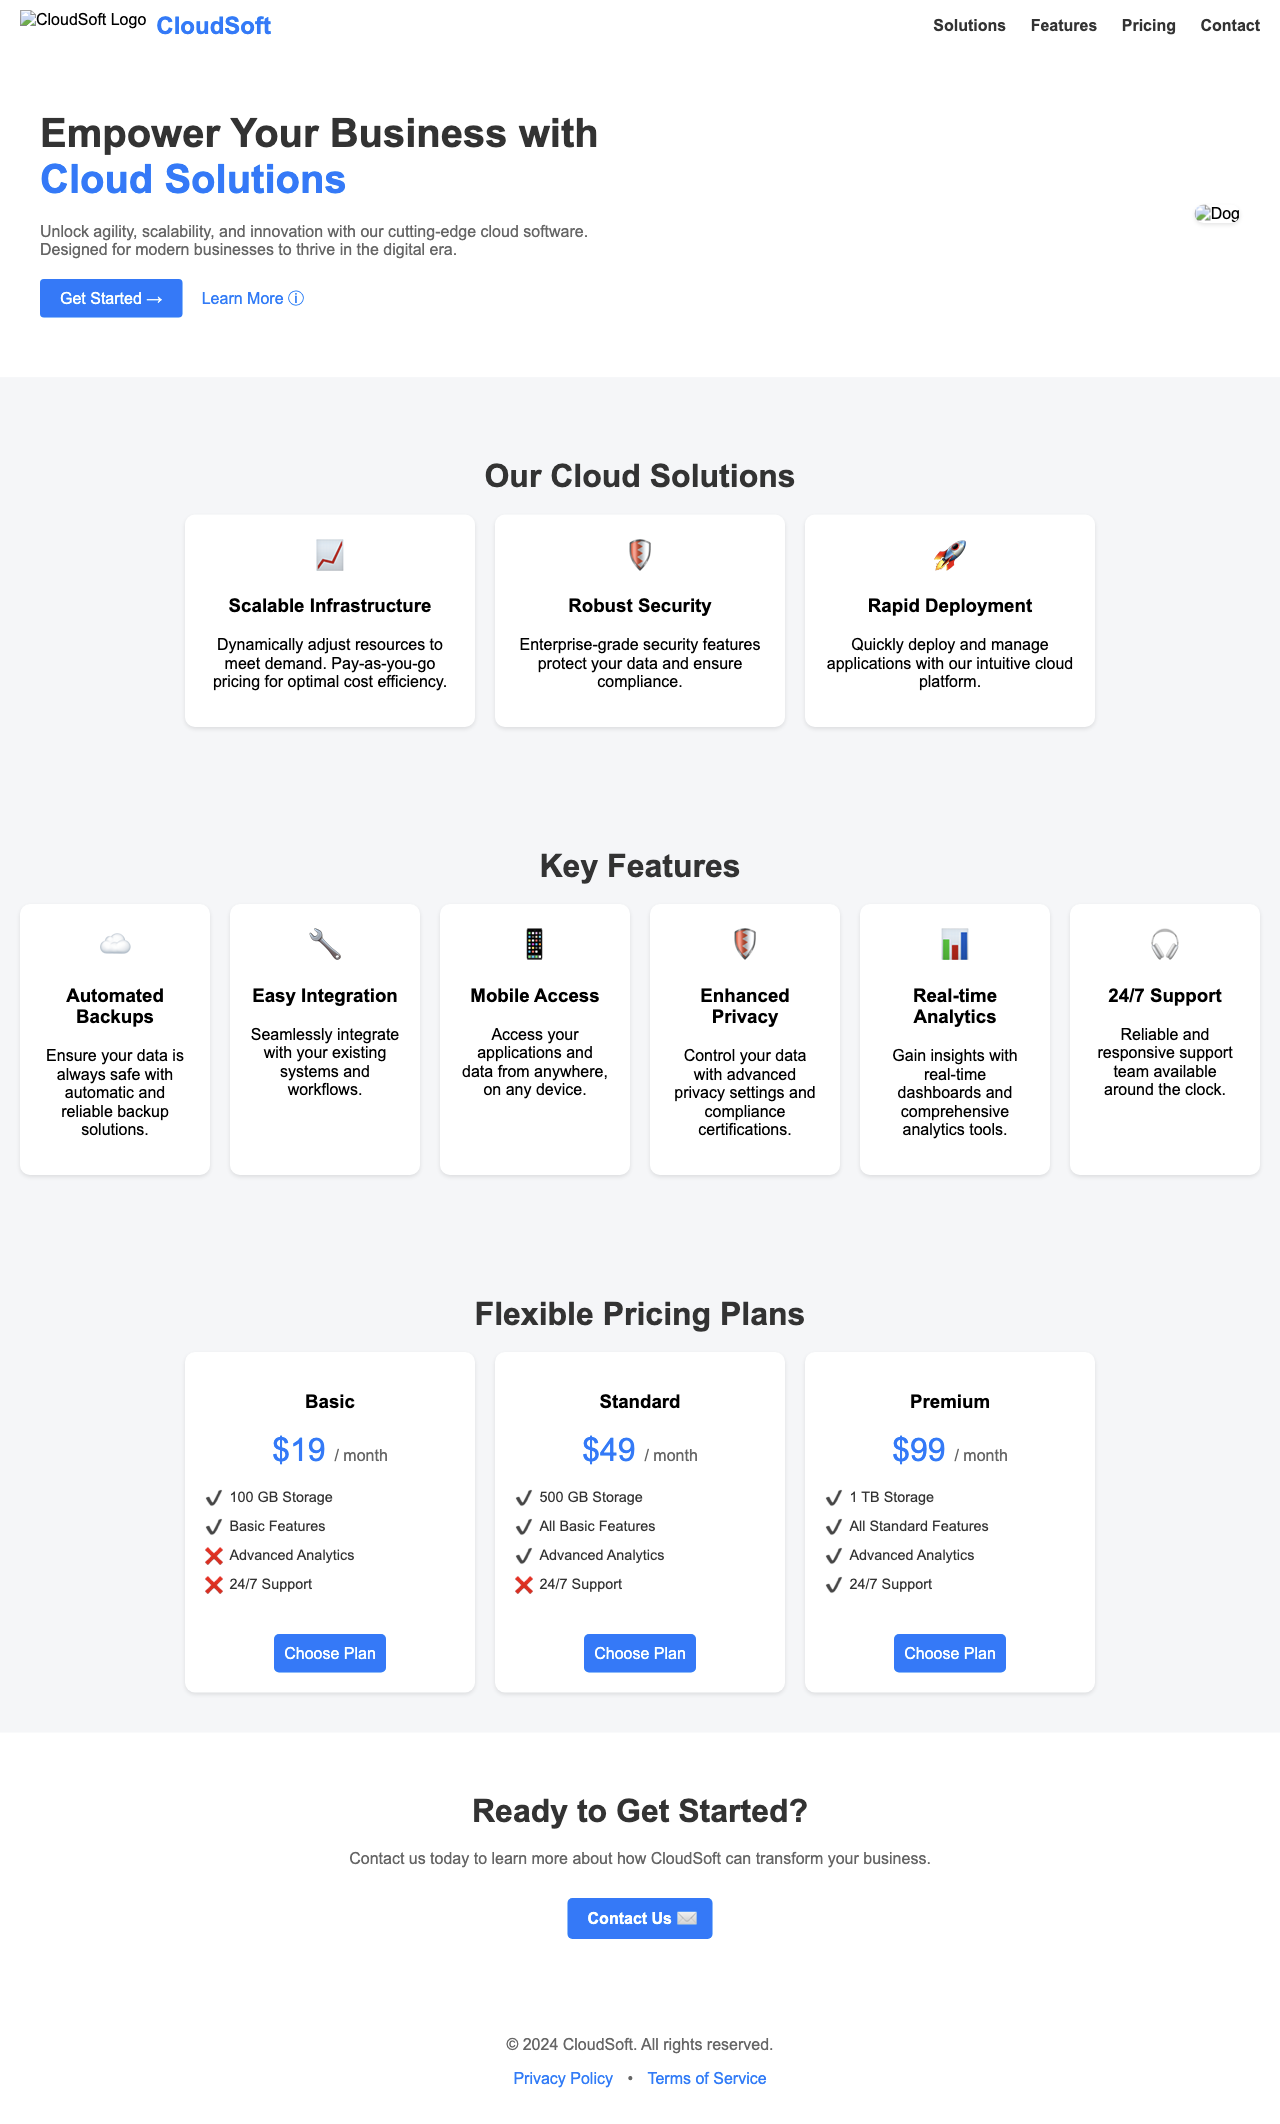 CloudSoft Logo CloudSoft Solutions Features Pricing Contact
Empower Your Business with
Cloud Solutions
Unlock agility, scalability, and innovation with our cutting-edge cloud software.
Designed for modern businesses to thrive in the digital era.
Dog
Get Started → Learn More ⓘ
Our Cloud Solutions
Scalable Infrastructure
Dynamically adjust resources to
meet demand. Pay-as-you-go
pricing for optimal cost efficiency.
Robust Security
Enterprise-grade security features
protect your data and ensure
compliance.
Rapid Deployment
Quickly deploy and manage
applications with our intuitive cloud
platform.
Key Features
Automated
Backups
Ensure your data is
always safe with
automatic and
reliable backup
solutions.
Easy Integration
Seamlessly integrate
with your existing
systems and
workflows.
Mobile Access
Access your
applications and
data from anywhere,
on any device.
Enhanced
Privacy
Control your data
with advanced
privacy settings and
compliance
certifications.
Real-time
Analytics
Gain insights with
real-time
dashboards and
comprehensive
analytics tools.
24/7 Support
Reliable and
responsive support
team available
around the clock.
Flexible Pricing Plans
Basic
$19 / month
✔ 100 GB Storage
✔ Basic Features
❌ Advanced Analytics
❌ 24/7 Support
Choose Plan
Standard
$49 / month
✔ 500 GB Storage
✔ All Basic Features
✔ Advanced Analytics
❌ 24/7 Support
Choose Plan
Premium
$99 / month
✔ 1 TB Storage
✔ All Standard Features
✔ Advanced Analytics
✔ 24/7 Support
Choose Plan
Ready to Get Started?
Contact us today to learn more about how CloudSoft can transform your business.
Contact Us ✉️
© 2024 CloudSoft. All rights reserved.
Privacy Policy • Terms of Service